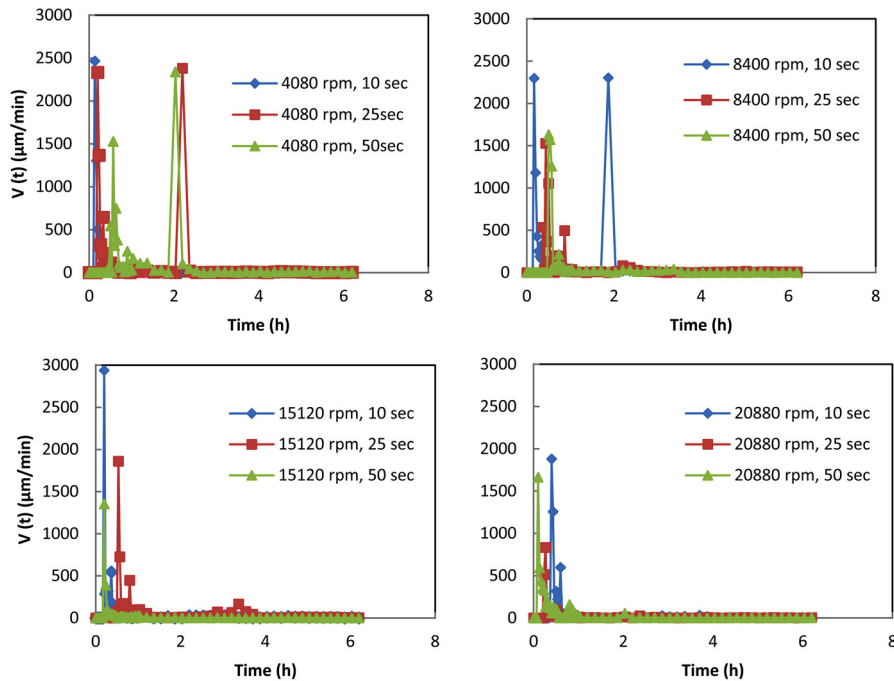 3000
2500
2000
1500
1000
500
0
V (t) (μm/min)
4080 rpm, 10 sec
4080 rpm, 25sec
4080 rpm, 50sec
0 2 4 6 8
Time (h)
3000
2500
2000
1500
1000
500
0
8400 rpm, 10 sec
8400 rpm, 25 sec
8400 rpm, 50 sec
0 2 4 6 8
Time (h)
3000
2500
2000
1500
1000
500
0
V (t) (μm/min)
15120 rpm, 10 sec
15120 rpm, 25 sec
15120 rpm, 50 sec
0 2 4 6 8
Time (h)
3000
2500
2000
1500
1000
500
0
20880 rpm, 10 sec
20880 rpm, 25 sec
20880 rpm, 50 sec
0 2 4 6 8
Time (h)